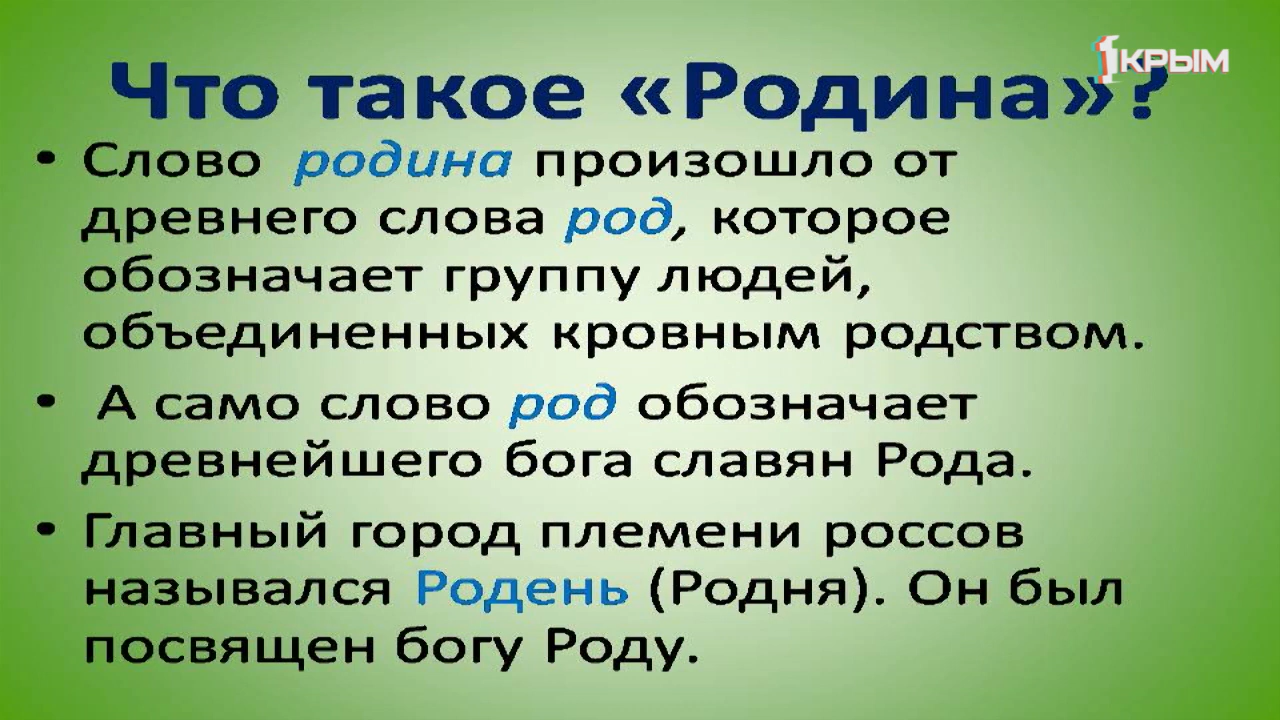 1КРЫМ
Что такое «Родина»?
• Слово родина произошло от
древнего слова род, которое
обозначает группу людей,
объединенных кровным родством.
• А само слово род обозначает
древнейшего бога славян Рода.
• Главный город племени россов
назывался Родень (Родня). Он был
посвящен богу Роду.